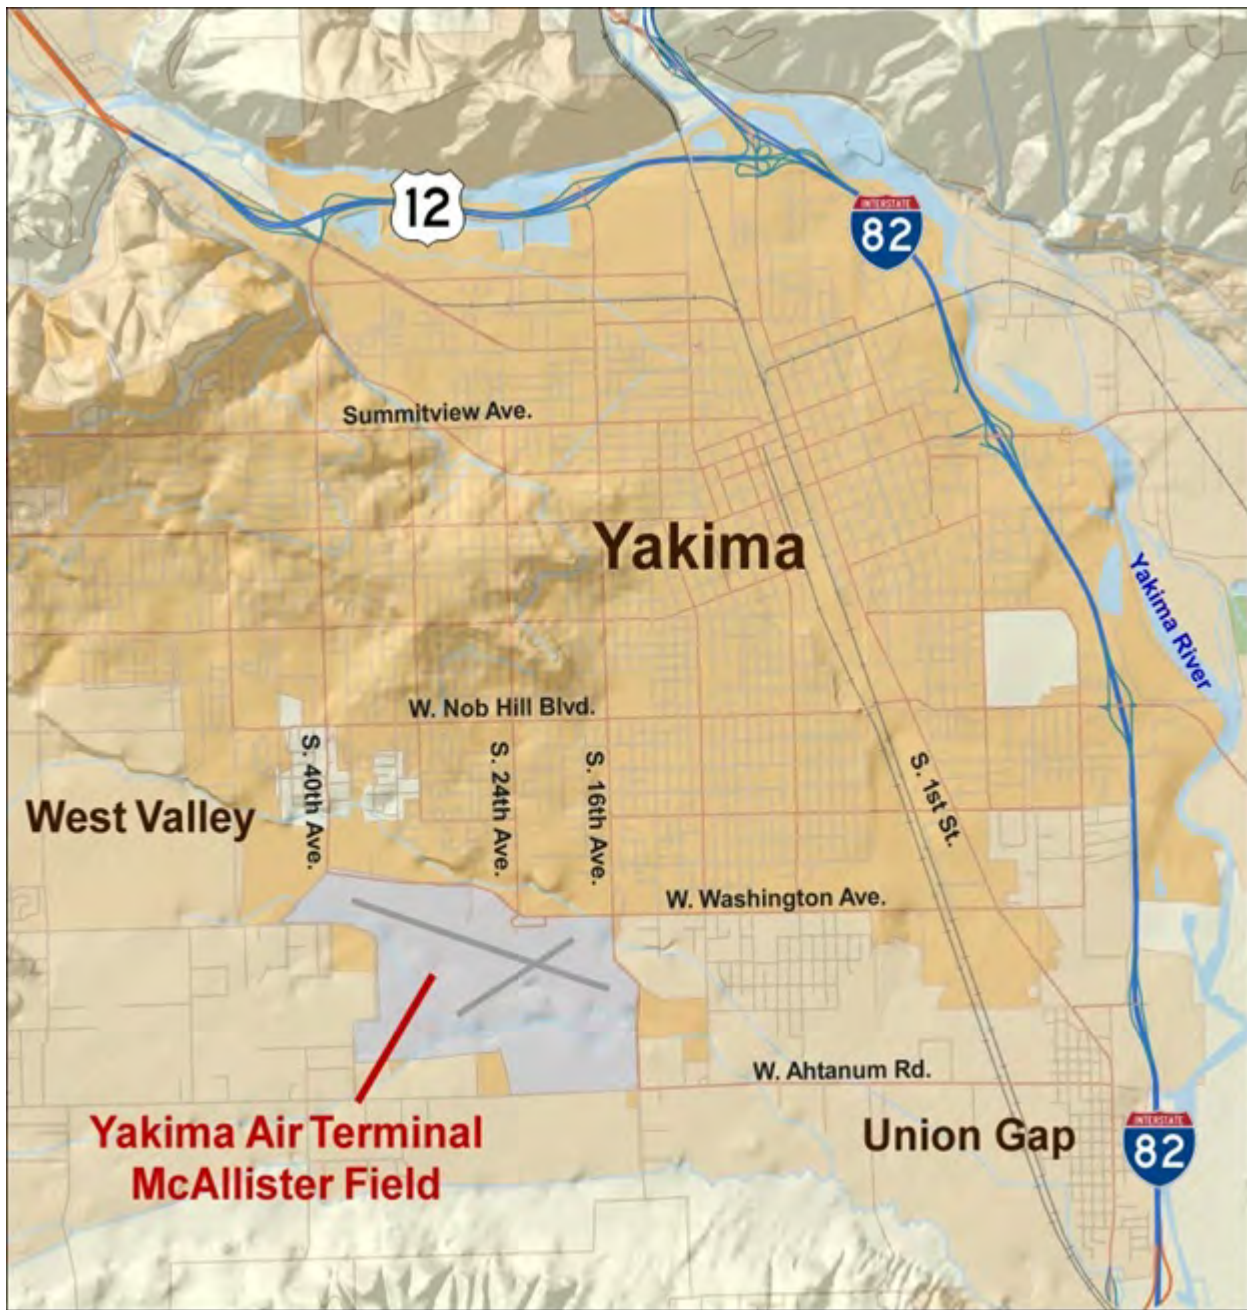 12
INTERSTATE
82
Summitview Ave.
Yakima
Yakima River
W. Nob Hill Blvd.
S. 40th Ave.
S. 24th Ave.
S. 16th Ave.
S. 1st St.
West Valley
W. Washington Ave.
W. Ahtanum Rd.
Yakima Air Terminal
McAllister Field
Union Gap
INTERSTATE
82